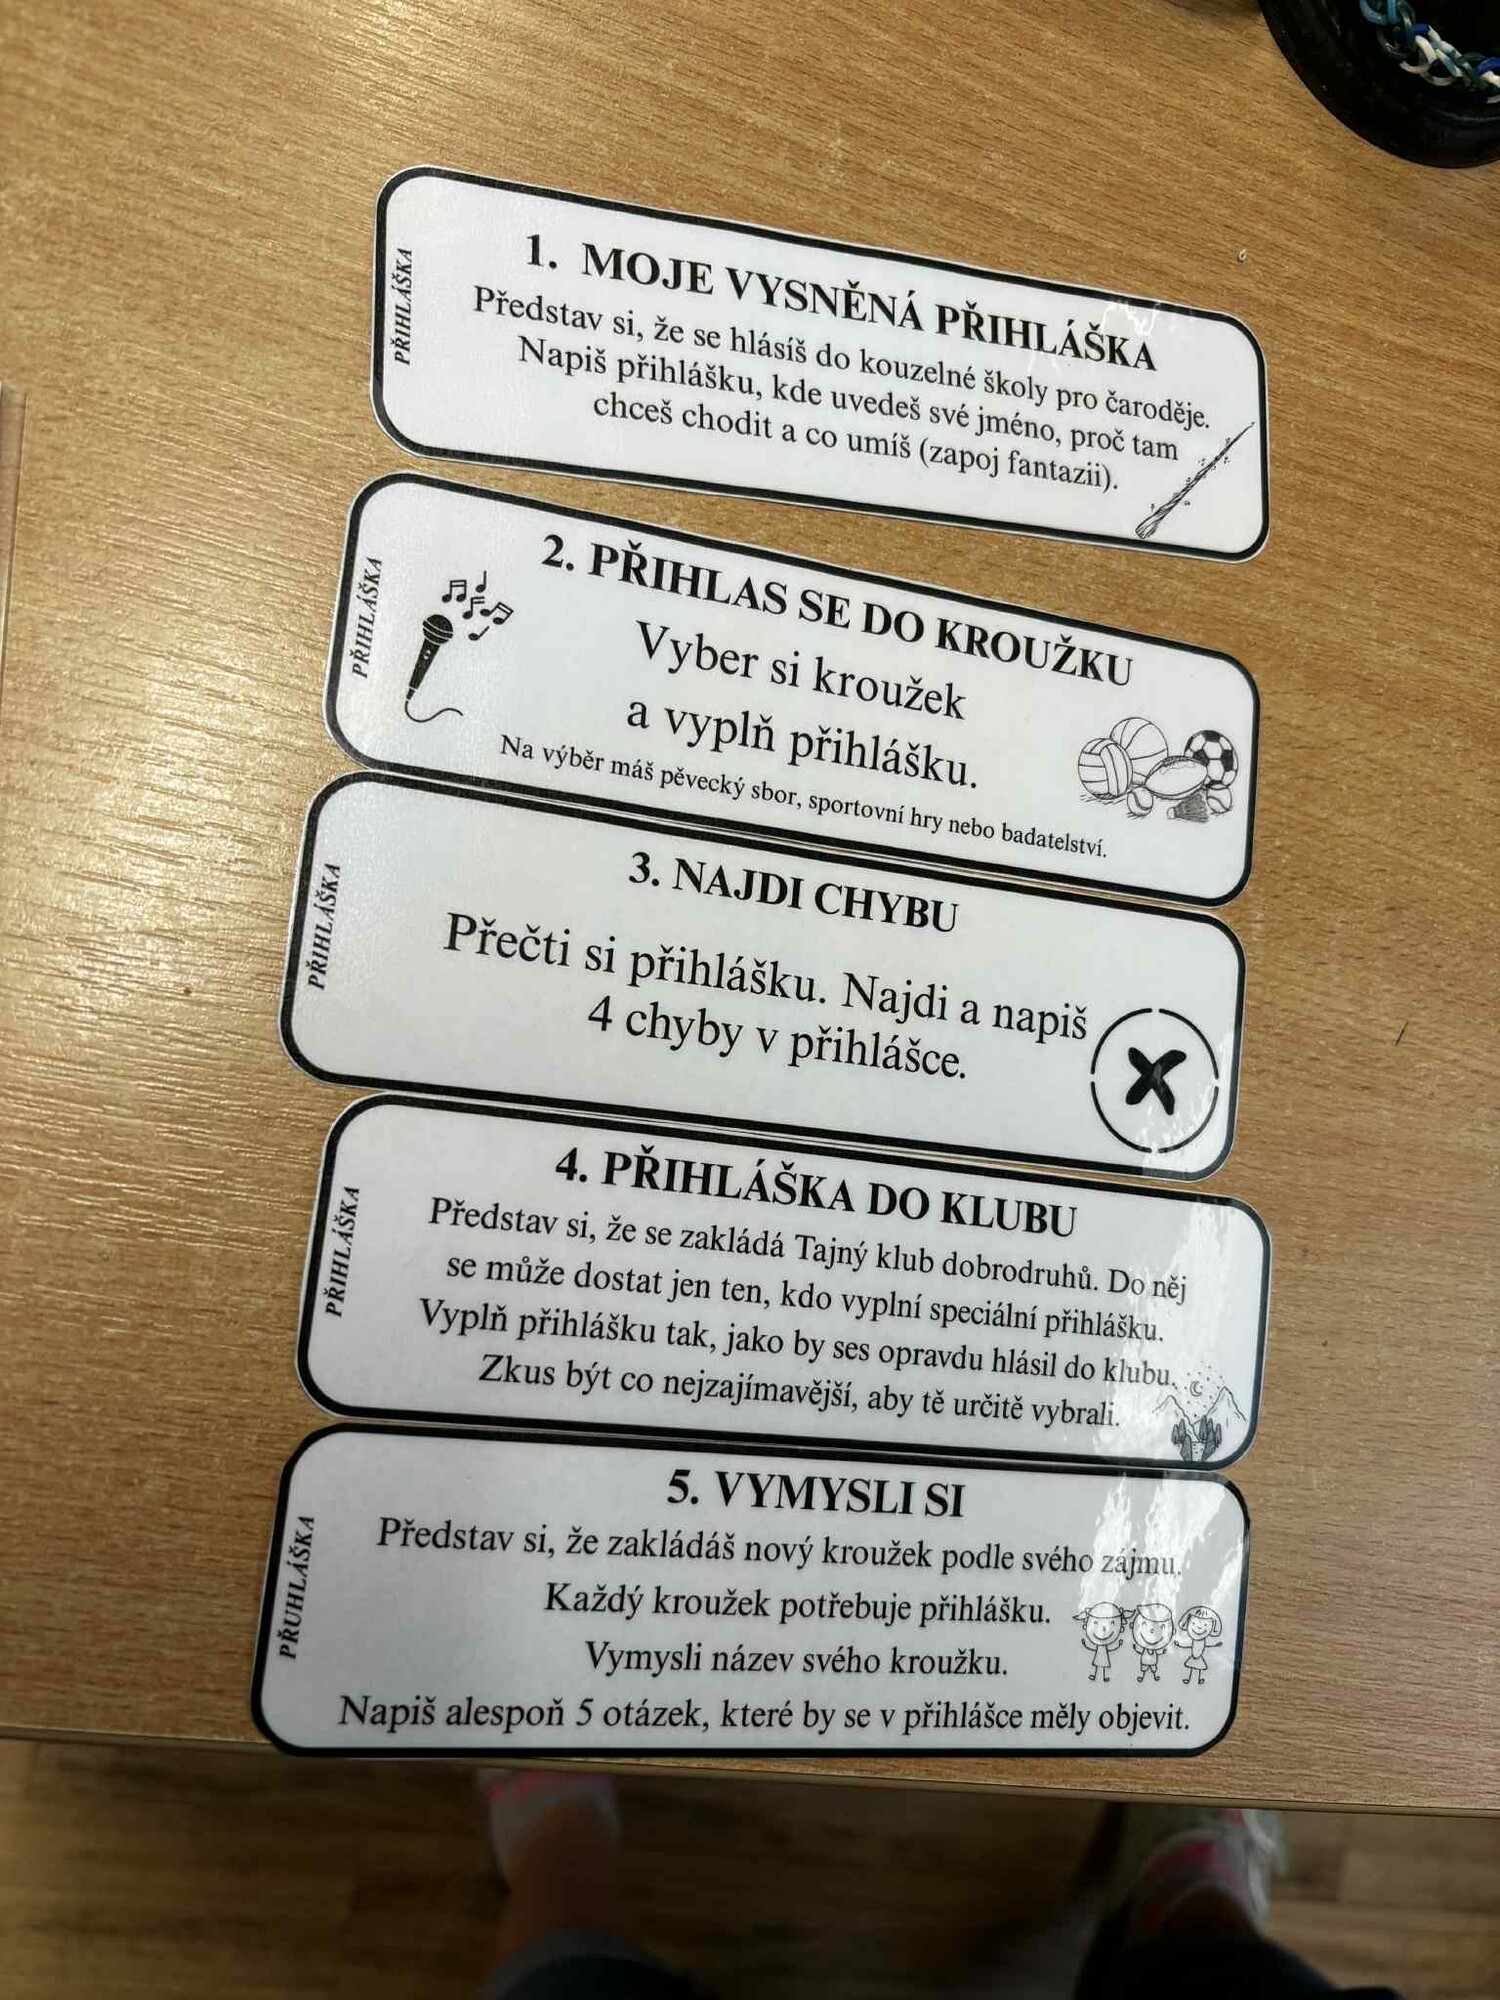 PŘIHLÁŠKA
1. MOJE VYSNĚNÁ PŘIHLÁŠKA
Představ si, že se hlásíš do kouzelné školy pro čaroděje.
Napiš přihlášku, kde uvedeš své jméno, proč tam
chceš chodit a co umíš (zapoj fantazii).
PŘIHLÁŠKA
2. PŘIHLAS SE DO KROUŽKU
Vyber si kroužek
a vyplň přihlášku.
Na výběr máš pěvecký sbor, sportovní hry nebo badatelství.
PŘIHLÁŠKA
3. NAJDI CHYBU
Přečti si přihlášku. Najdi a napiš
4 chyby v přihlášce.
PŘIHLÁŠKA
4. PŘIHLÁŠKA DO KLUBU
Představ si, že se zakládá Tajný klub dobrodruhů. Do něj
se může dostat jen ten, kdo vyplní speciální přihlášku.
Vyplň přihlášku tak, jako by ses opravdu hlásil do klubu.
Zkus být co nejzajímavější, aby tě určitě vybrali.
PŘUHLÁŠKA
5. VYMYSLI SI
Představ si, že zakládáš nový kroužek podle svého zájmu.
Každý kroužek potřebuje přihlášku.
Vymysli název svého kroužku.
Napiš alespoň 5 otázek, které by se v přihlášce měly objevit.